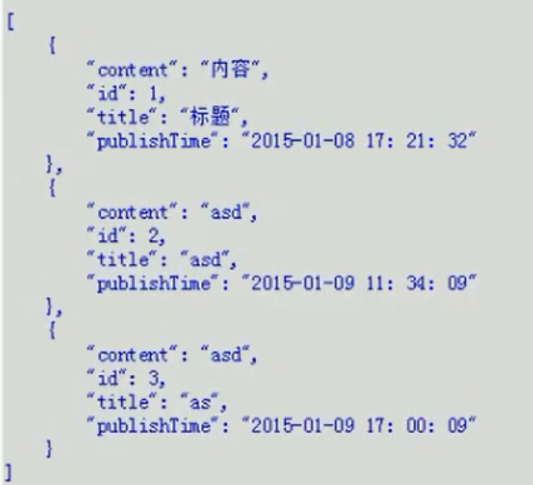 [
{
"content": "内容",
"id": 1,
"title": "标题",
"publishTime": "2015-01-08 17: 21: 32"
},
{
"content": "asd",
"id": 2,
"title": "asd",
"publishTime": "2015-01-09 11: 34: 09"
},
{
"content": "asd",
"id": 3,
"title": "as",
"publishTime": "2015-01-09 17: 00: 09"
}
]